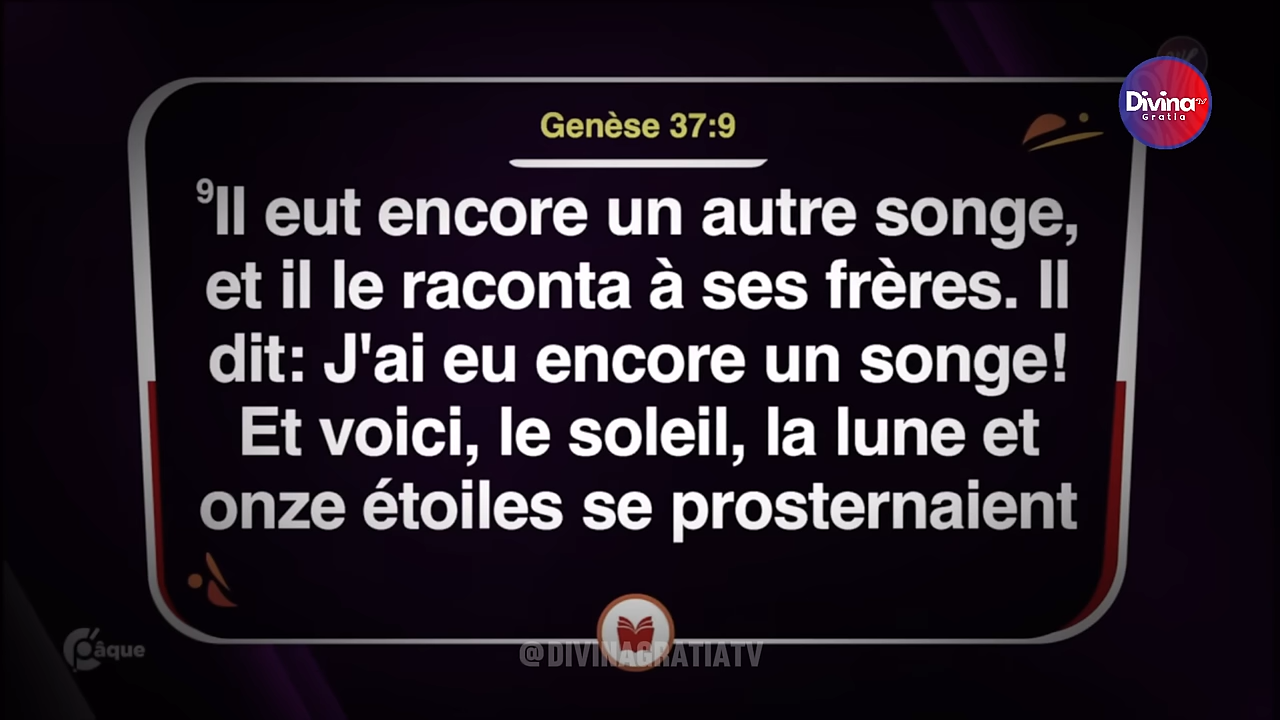 Divina TV
Gratia
Genèse 37:9
9Il eut encore un autre songe,
et il le raconta à ses frères. Il
dit: J'ai eu encore un songe!
Et voici, le soleil, la lune et
onze étoiles se prosternaient
Pâque
@DIVINAGRATIATV